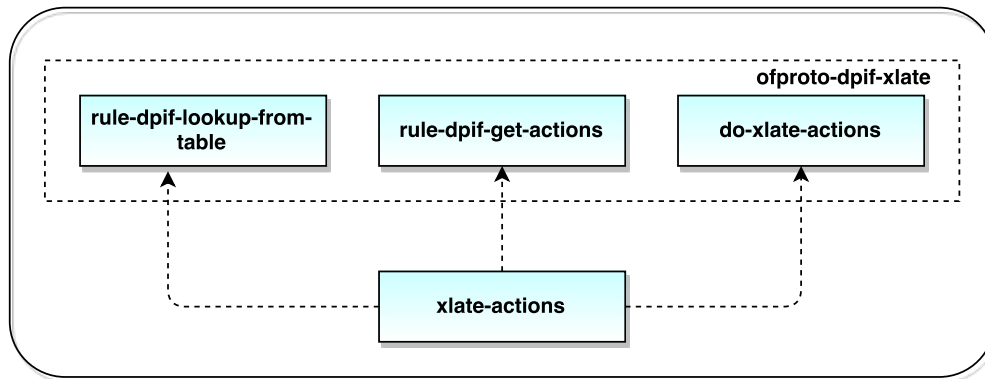 ofproto-dpif-xlate
rule-dpif-lookup-from-
table
rule-dpif-get-actions
do-xlate-actions
xlate-actions